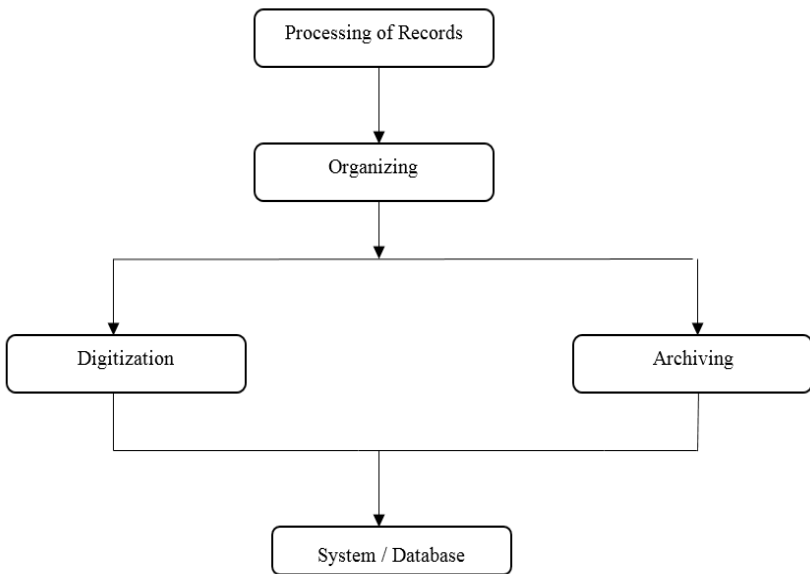 Processing of Records
Organizing
Digitization
Archiving
System / Database